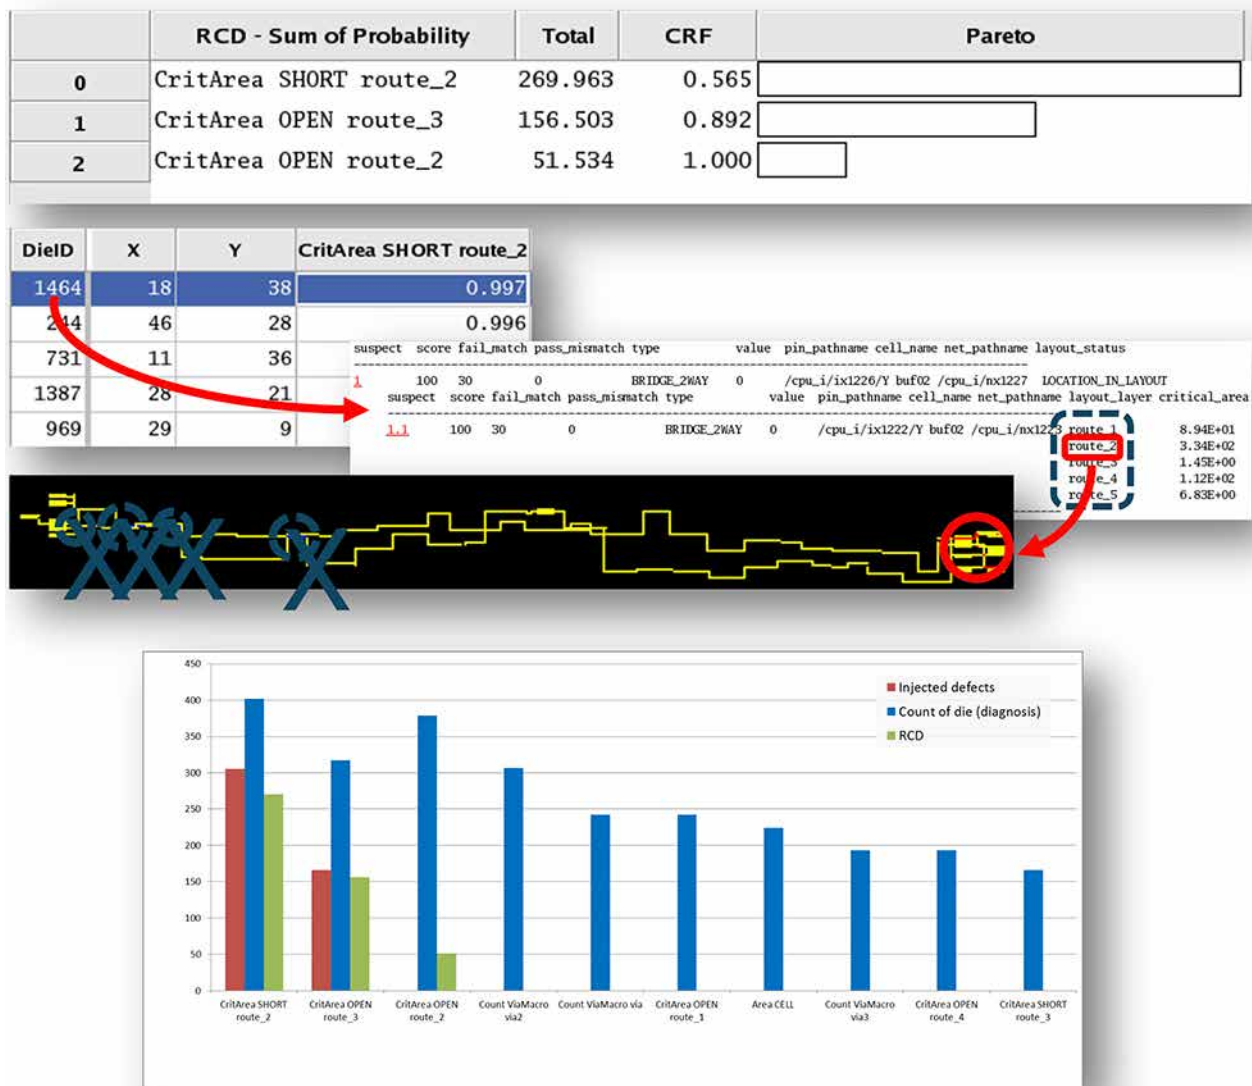 RCD - Sum of Probability Total CRF Pareto
0 CritArea SHORT route_2 269.963 0.565
1 CritArea OPEN route_3 156.503 0.892
2 CritArea OPEN route_2 51.534 1.000
DieID X Y CritArea SHORT route_2
1464 18 38 0.997
244 46 28 0.996
731 11 36
1387 28 21
969 29 9
suspect score fail_match pass_mismatch type value pin_pathname cell_name net_pathname layout_status
1 100 30 0 BRIDGE_2WAY 0 /cpu_i/ix1226/Y buf02 /cpu_i/nx1227 LOCATION_IN_LAYOUT
suspect score fail_match pass_mismatch type value pin_pathname cell_name net_pathname layout_layer critical_area
1.1 100 30 0 BRIDGE_2WAY 0 /cpu_i/ix1222/Y buf02 /cpu_i/nx1223 route_1 8.94E+01
route_2 3.34E+02
route_3 1.45E+00
route_4 1.12E+02
route_5 6.83E+00
450
400
350
300
250
200
150
100
50
0
Injected defects
Count of die (diagnosis)
RCD
CritArea SHORT route_2
CritArea OPEN route_3
CritArea OPEN route_2
Count ViaMacro via2
Count ViaMacro via
CritArea OPEN route_1
Area CELL
Count ViaMacro via3
CritArea OPEN route_4
CritArea SHORT route_3